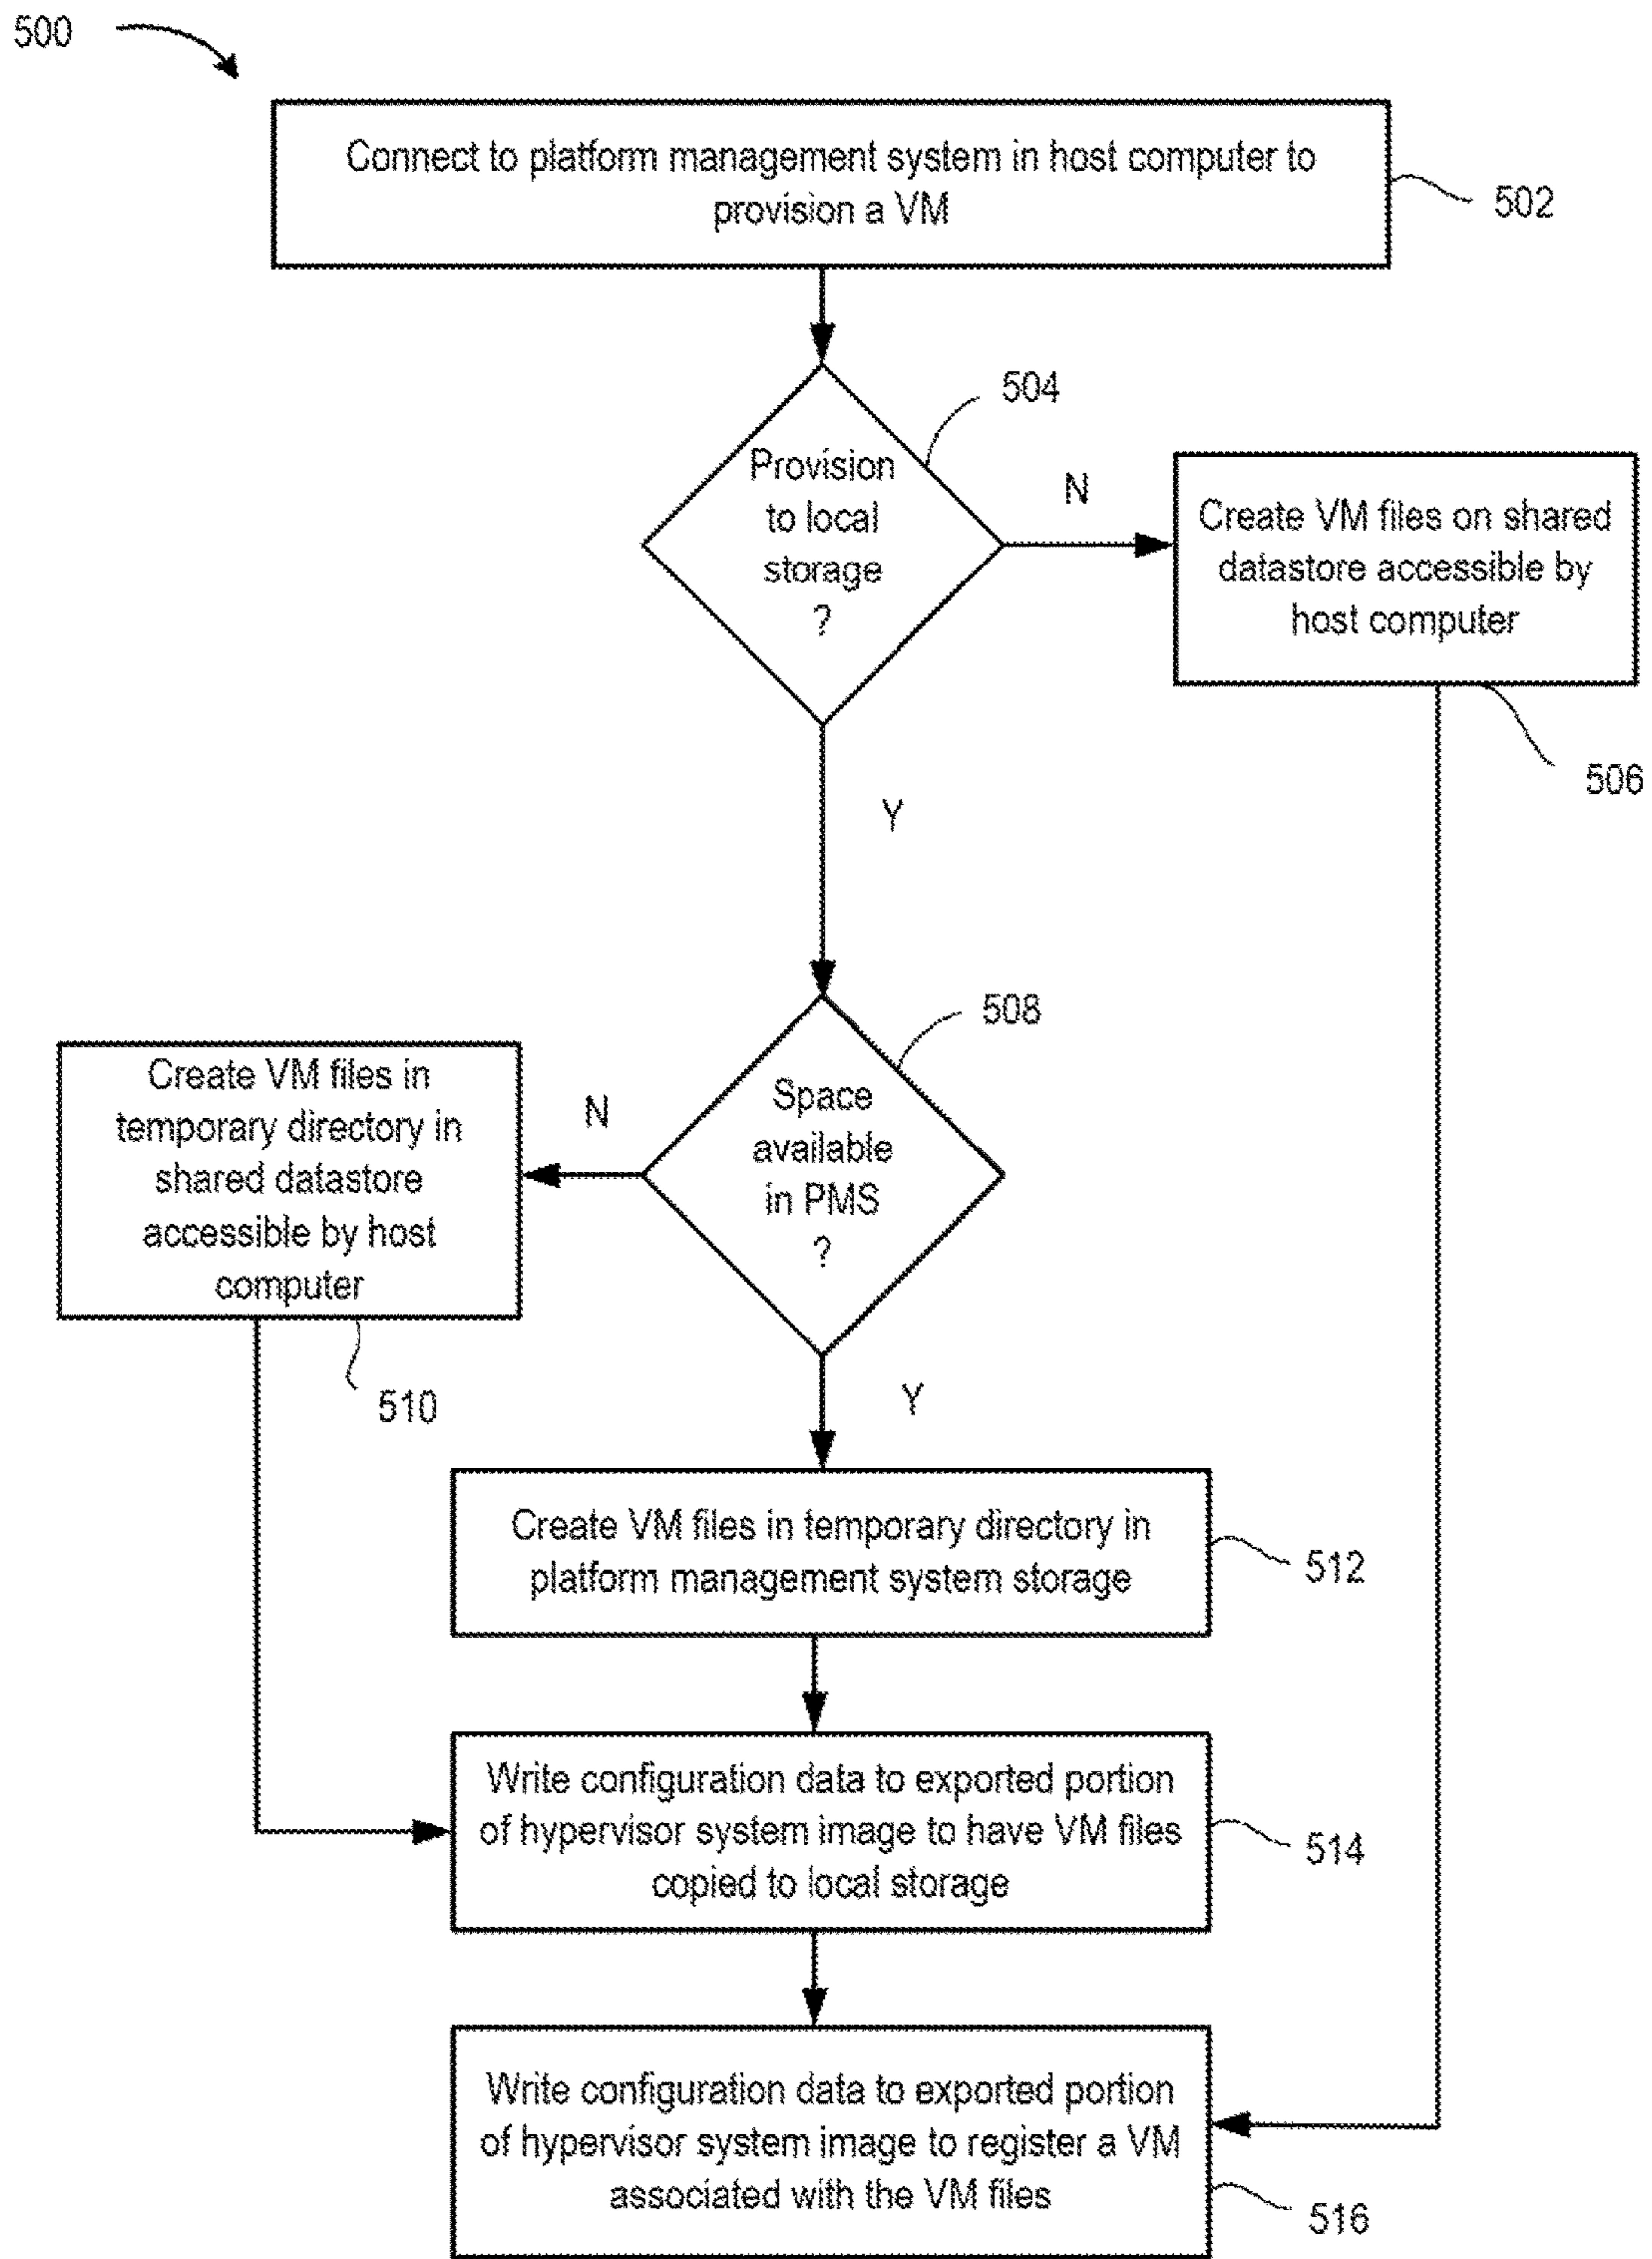 500
Connect to platform management system in host computer to
provision a VM
502
504
Provision
to local
storage
?
N
Create VM files on shared
datastore accessible by
host computer
506
Y
508
Space
available
in PMS
?
N
Create VM files in
temporary directory in
shared datastore
accessible by host
computer
510
Y
Create VM files in temporary directory in
platform management system storage
512
Write configuration data to exported portion
of hypervisor system image to have VM files
copied to local storage
514
Write configuration data to exported portion
of hypervisor system image to register a VM
associated with the VM files
516